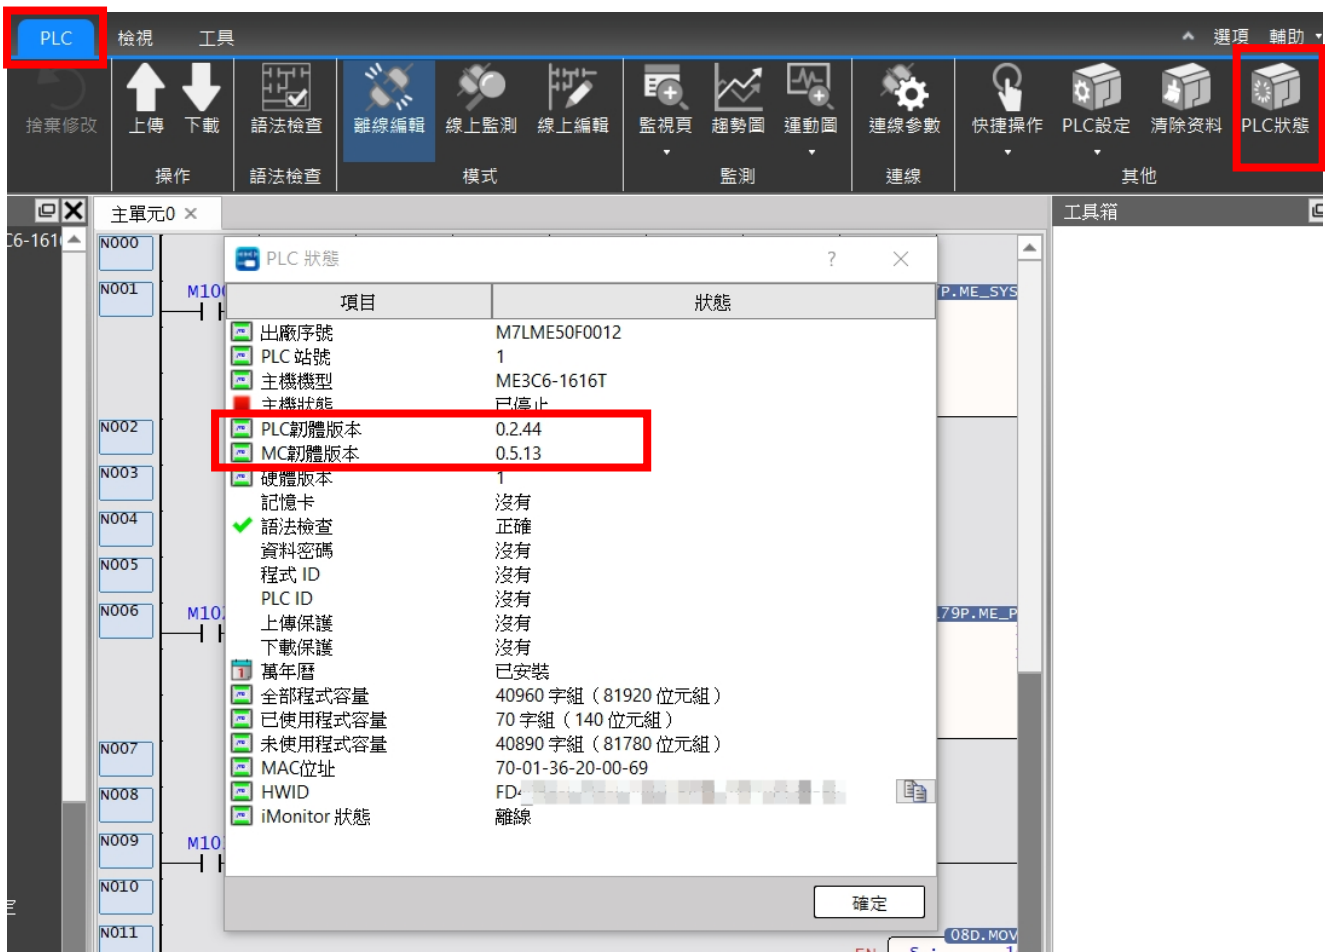 PLC 檢視 工具 選項 輔助
捨棄修改 上傳 下載 語法檢查 離線編輯 線上監測 線上編輯 監視頁 趨勢圖 運動圖 連線參數 快捷操作 PLC設定 清除资料 PLC狀態
操作 語法檢查 模式 監測 連線 其他
主單元0 × 工具箱
N000
PLC 狀態 ?
N001
項目 狀態
出廠序號 M7LME50F0012
PLC 站號 1
主機機型 ME3C6-1616T
主機狀態 已停止
N002
PLC韌體版本 0.2.44
MC韌體版本 0.5.13
N003
硬體版本 1
記憶卡 沒有
N004
語法檢查 正確
資料密碼 沒有
N005
程式 ID 沒有
PLC ID 沒有
N006
上傳保護 沒有
下載保護 沒有
萬年曆 已安裝
全部程式容量 40960 字組（81920 位元組）
已使用程式容量 70 字組（140 位元組）
N007
未使用程式容量 40890 字組（81780 位元組）
MAC位址 70-01-36-20-00-69
N008
HWID
iMonitor 狀態 離線
N009
N010
確定
N011
08D.MOV